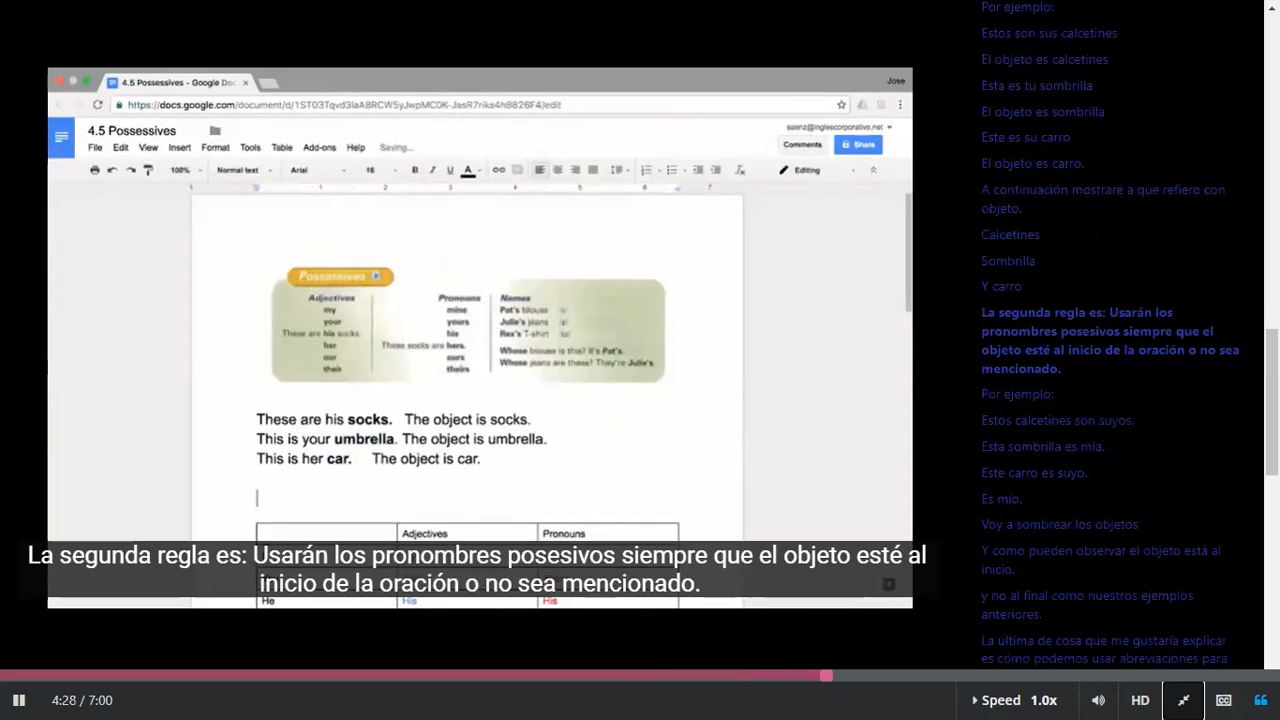 4.5 Possessives - Google Doc
Jose
https://docs.google.com/document/d/1ST03Tqvd3laA8RCW5yJwpMC0K-JasR7riks4h8826F4/edit
4.5 Possessives
saenz@inglescorporativo.net
File Edit View Insert Format Tools Table Add-ons Help Saving...
Comments
Share
100% Normal text Arial 16 B I U A Editing
1 2 3 4 5 6 7
Possessives
Adjectives Pronouns Names
my mine Pat's blouse /s/
your yours Julie's jeans /z/
These are his socks. his Rex's T-shirt
her These socks are hers.
our ours Whose blouse is this? It's Pat's.
their theirs Whose jeans are these? They're Julie's.
These are his socks. The object is socks.
This is your umbrella. The object is umbrella.
This is her car. The object is car.
Adjectives Pronouns
He His His
La segunda regla es: Usarán los pronombres posesivos siempre que el objeto esté al
inicio de la oración o no sea mencionado.
Por ejemplo:
Estos son sus calcetines
El objeto es calcetines
Esta es tu sombrilla
El objeto es sombrilla
Este es su carro
El objeto es carro.
A continuación mostraré a que refiero con
objeto.
Calcetines
Sombrilla
Y carro
La segunda regla es: Usarán los
pronombres posesivos siempre que el
objeto esté al inicio de la oración o no sea
mencionado.
Por ejemplo:
Estos calcetines son suyos.
Esta sombrilla es mía.
Este carro es suyo.
Es mío.
Voy a sombrear los objetos
Y como pueden observar el objeto está al
inicio.
y no al final como nuestros ejemplos
anteriores.
La última de cosa que me gustaría explicar
es cómo podemos usar abreviaciones para
4:28 / 7:00
Speed 1.0x
HD